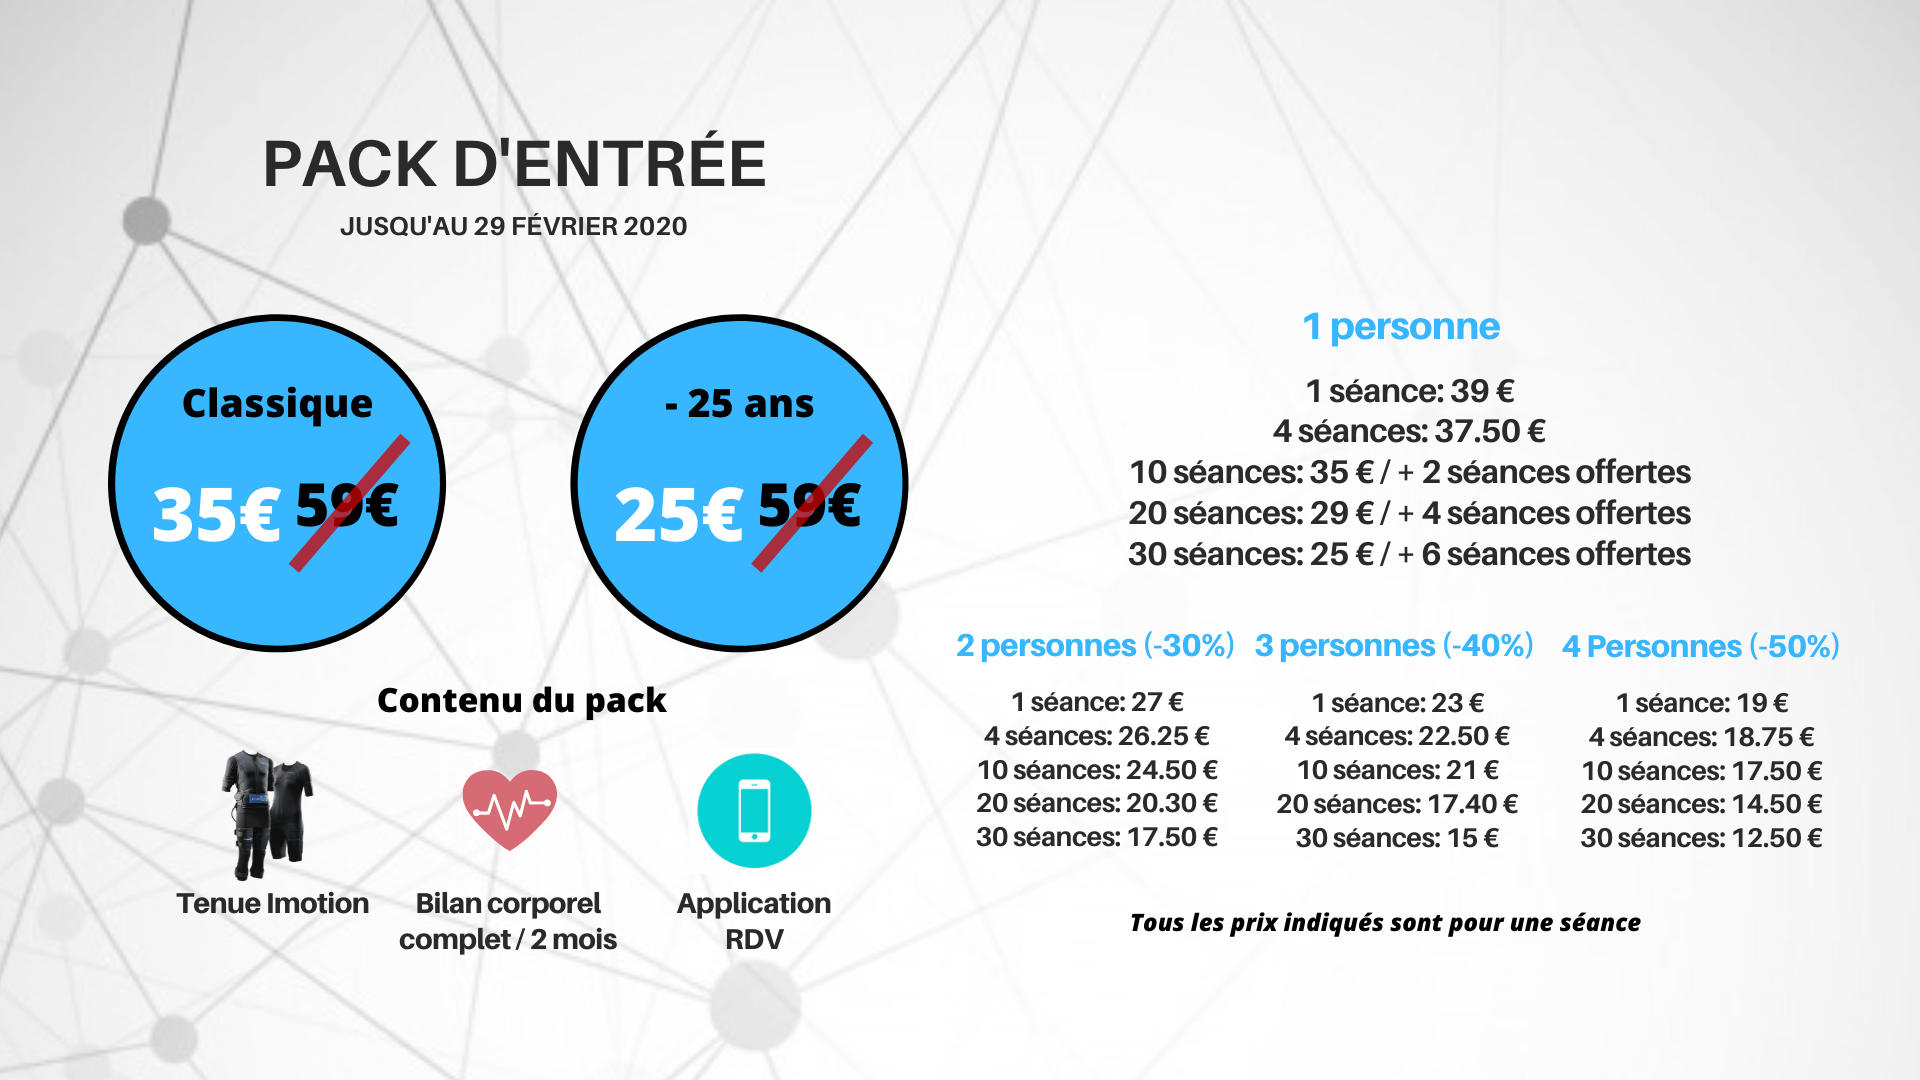 PACK D'ENTRÉE
JUSQU'AU 29 FÉVRIER 2020
Classique
35€ 59€
- 25 ans
25€ 59€
Contenu du pack
Tenue Imotion
Bilan corporel
complet / 2 mois
Application
RDV
1 personne
1 séance: 39 €
4 séances: 37.50 €
10 séances: 35 € / + 2 séances offertes
20 séances: 29 € / + 4 séances offertes
30 séances: 25 € / + 6 séances offertes
2 personnes (-30%)
1 séance: 27 €
4 séances: 26.25 €
10 séances: 24.50 €
20 séances: 20.30 €
30 séances: 17.50 €
3 personnes (-40%)
1 séance: 23 €
4 séances: 22.50 €
10 séances: 21 €
20 séances: 17.40 €
30 séances: 15 €
4 Personnes (-50%)
1 séance: 19 €
4 séances: 18.75 €
10 séances: 17.50 €
20 séances: 14.50 €
30 séances: 12.50 €
Tous les prix indiqués sont pour une séance